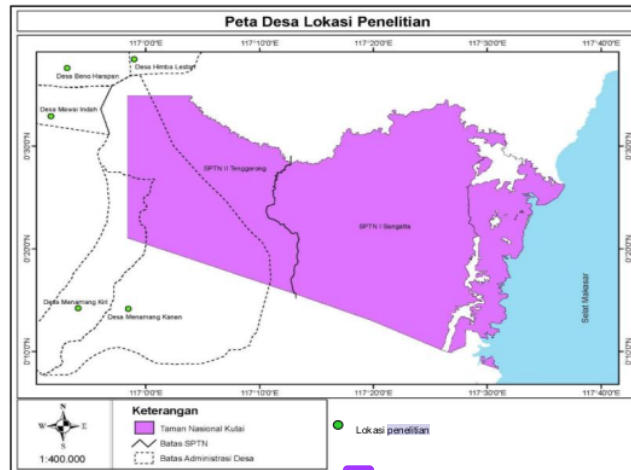 Peta Desa Lokasi Penelitian
117°0'0"E 117°10'0"E 117°20'0"E 117°30'0"E 117°40'0"E
Desa Beno Harapan
Desa Himba Lestari
Desa Mawai Indah
0°30'0"N
0°30'0"N
SPTN II Tenggarong
SPTN I Sangatta
0°20'0"N
0°20'0"N
Selat Makasar
Desa Menamang Kiri
Desa Menamang Kanan
0°10'0"N
0°10'0"N
117°0'0"E 117°10'0"E 117°20'0"E 117°30'0"E 117°40'0"E
N
W E
S
1:400.000
Keterangan
Taman Nasional Kutai
Batas SPTN
Batas Administrasi Desa
Lokasi penelitian